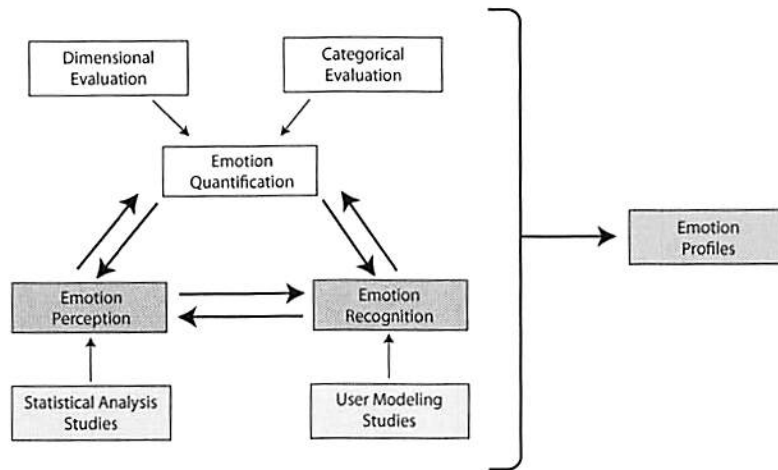 Dimensional
Evaluation
Categorical
Evaluation
Emotion
Quantification
Emotion
Profiles
Emotion
Perception
Emotion
Recognition
Statistical Analysis
Studies
User Modeling
Studies